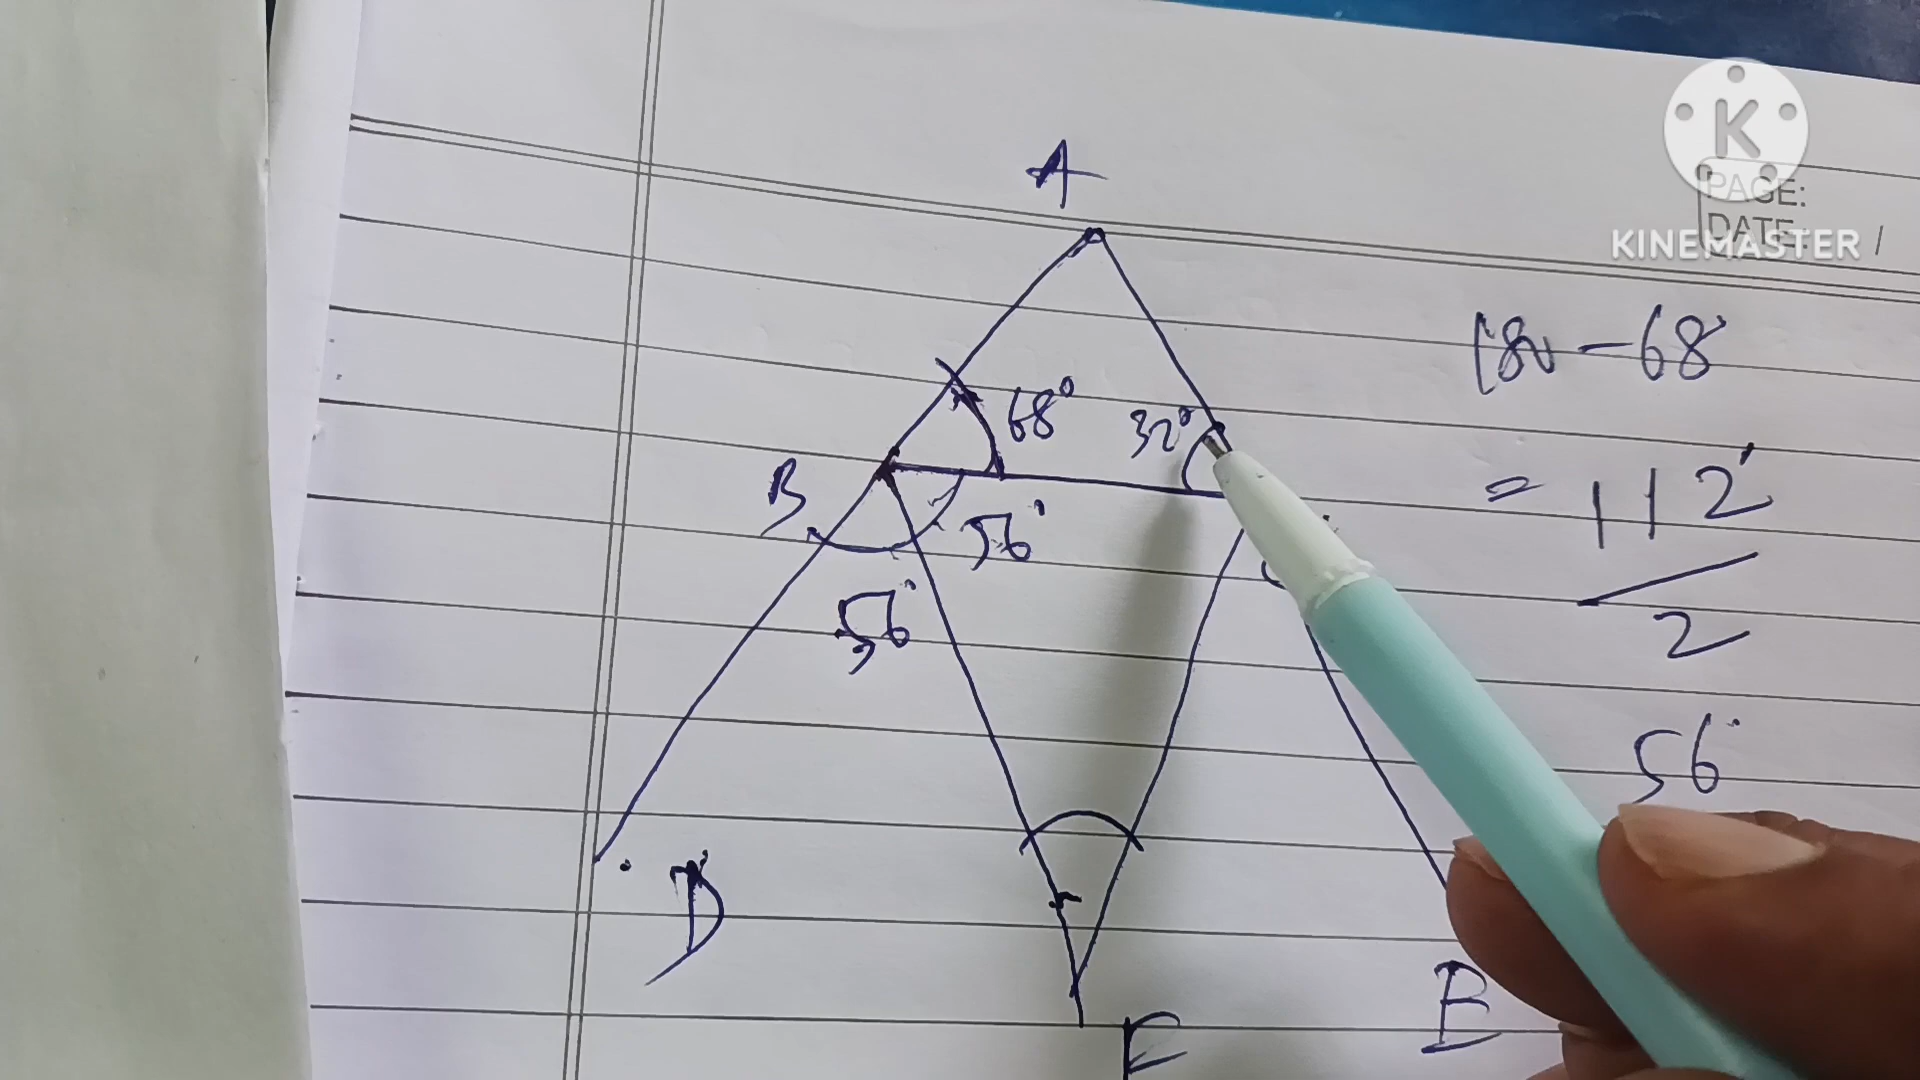 A
K
PAGE:
DATE: /
KINEMASTER
180 - 68°
68°
32°
B
= 112°
56°
2
56°
56°
D
E
F